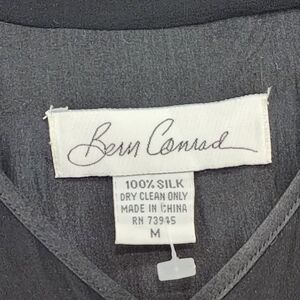 Bern Conrad
100% SILK
DRY CLEAN ONLY
MADE IN CHINA
RN 73945
M